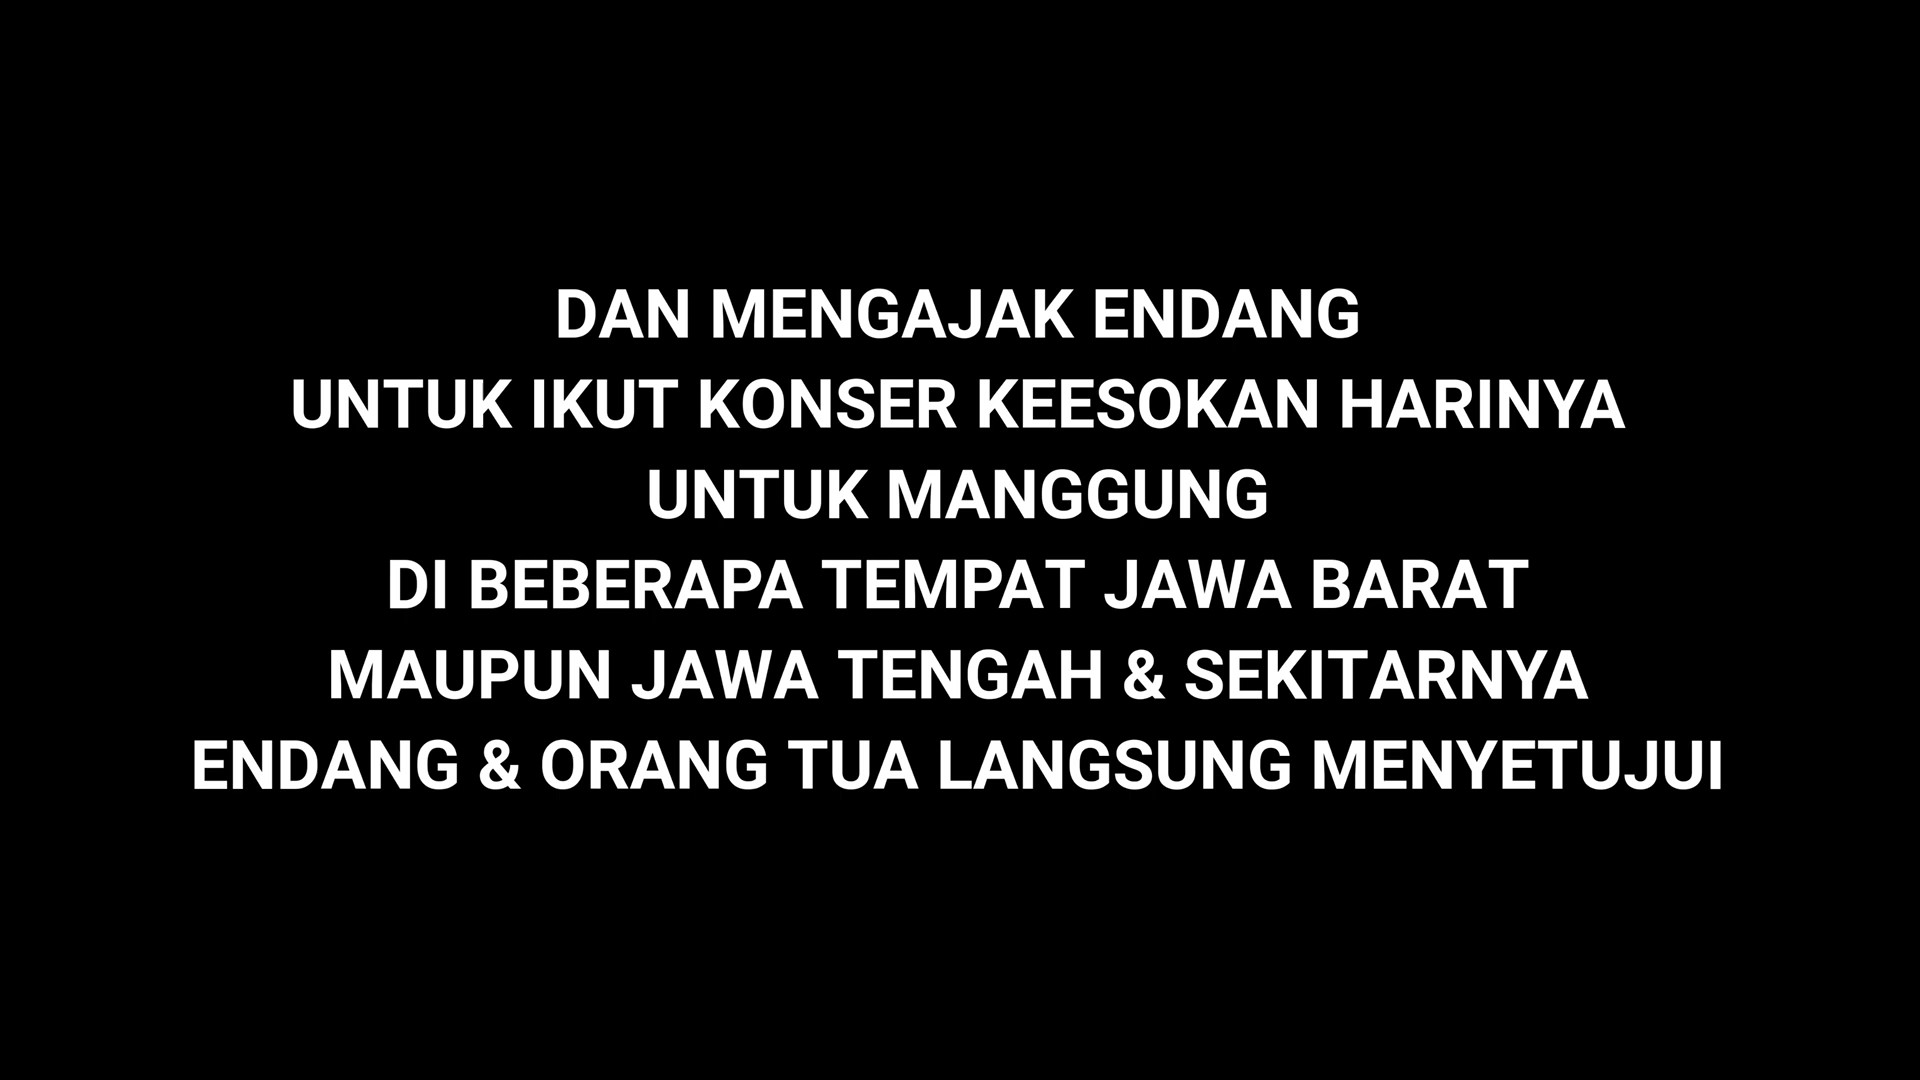 DAN MENGAJAK ENDANG
UNTUK IKUT KONSER KEESOKAN HARINYA
UNTUK MANGGUNG
DI BEBERAPA TEMPAT JAWA BARAT
MAUPUN JAWA TENGAH & SEKITARNYA
ENDANG & ORANG TUA LANGSUNG MENYETUJUI